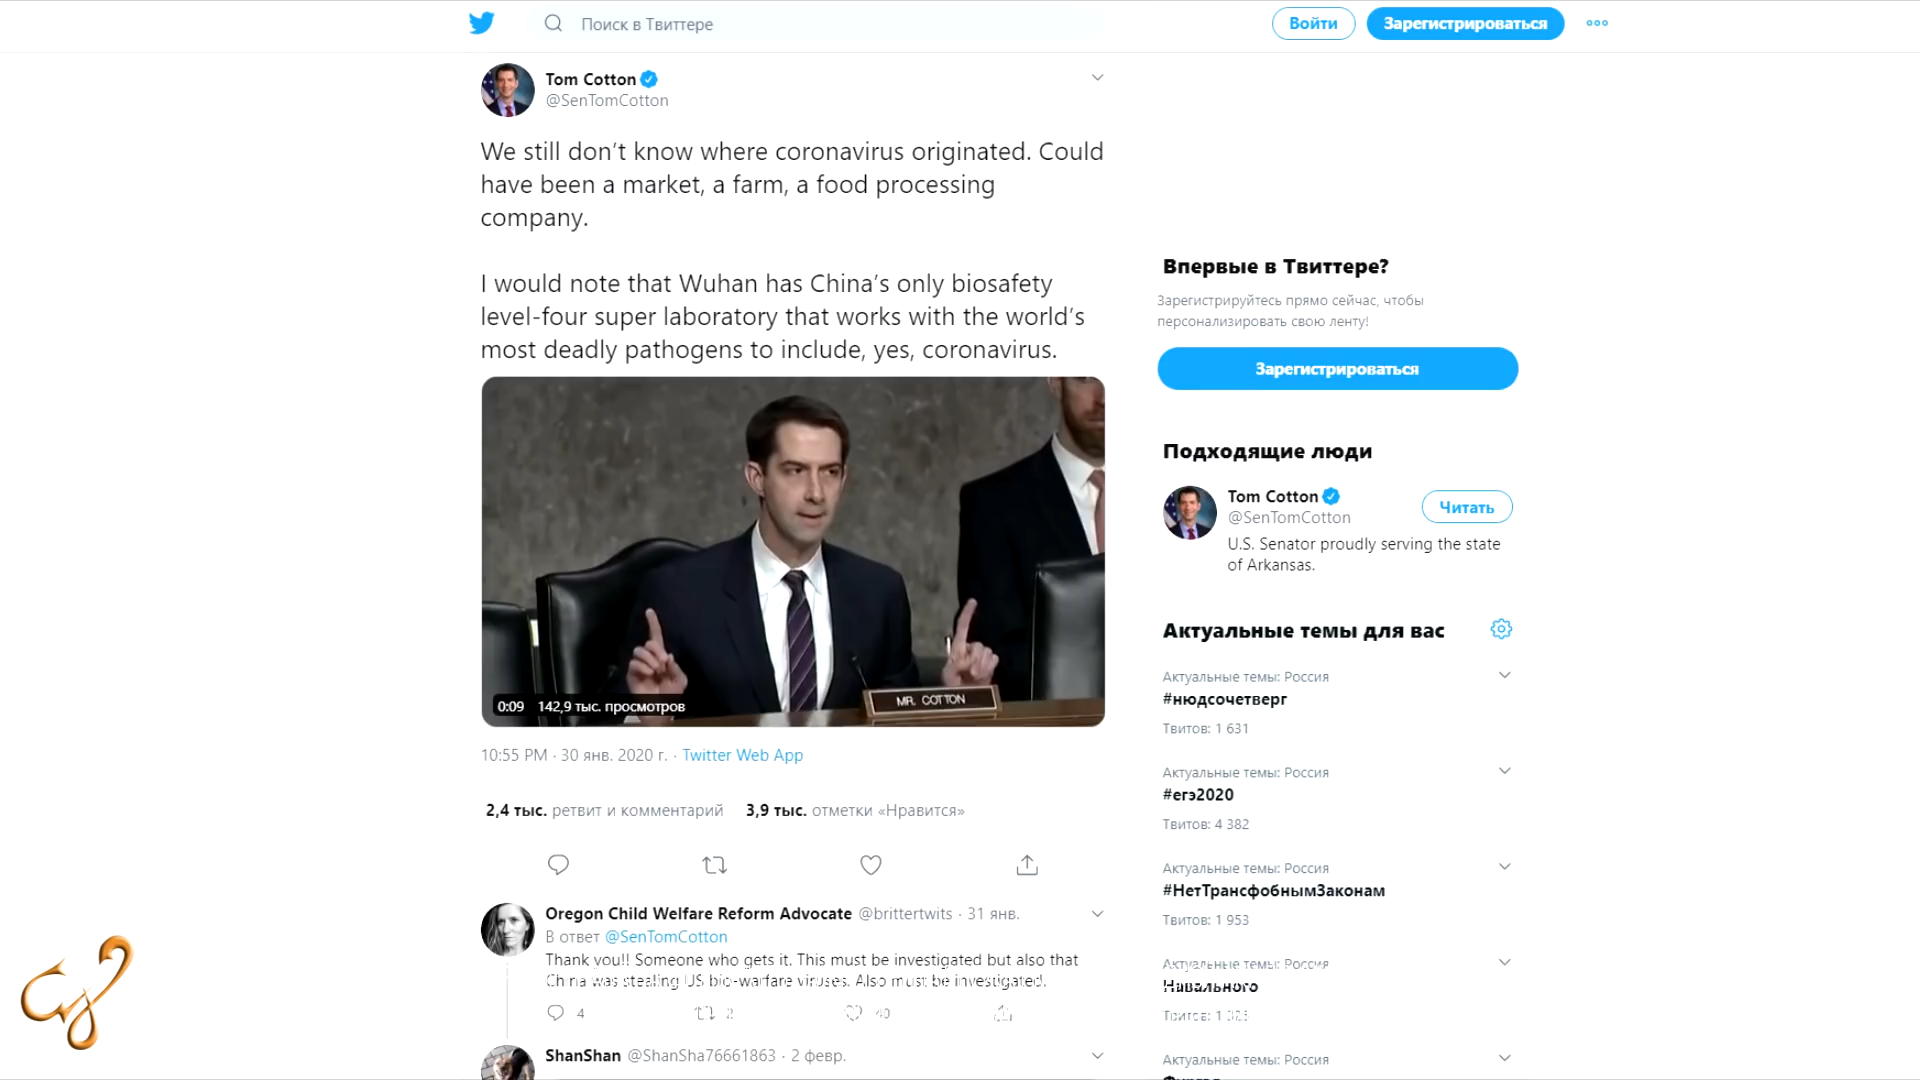 Поиск в Твиттере
Войти
Зарегистрироваться
Tom Cotton
@SenTomCotton
We still don't know where coronavirus originated. Could
have been a market, a farm, a food processing
company.
I would note that Wuhan has China's only biosafety
level-four super laboratory that works with the world's
most deadly pathogens to include, yes, coronavirus.
MR. COTTON
0:09 142,9 тыс. просмотров
10:55 PM · 30 янв. 2020 г. · Twitter Web App
2,4 тыс. ретвит и комментарий 3,9 тыс. отметки «Нравится»
Oregon Child Welfare Reform Advocate @brittertwits · 31 янв.
В ответ @SenTomCotton
Thank you!! Someone who gets it. This must be investigated but also that
China was stealing US bio-warfare viruses. Also must be investigated.
4 2 40
ShanShan @ShanSha76661863 · 2 февр.
Впервые в Твиттере?
Зарегистрируйтесь прямо сейчас, чтобы
персонализировать свою ленту!
Зарегистрироваться
Подходящие люди
Tom Cotton
@SenTomCotton
Читать
U.S. Senator proudly serving the state
of Arkansas.
Актуальные темы для вас
Актуальные темы: Россия
#нюдсочетверг
Твитов: 1 631
Актуальные темы: Россия
#егэ2020
Твитов: 4 382
Актуальные темы: Россия
#НетТрансфобнымЗаконам
Твитов: 1 953
Актуальные темы: Россия
Навального
Твитов:
Актуальные темы: Россия